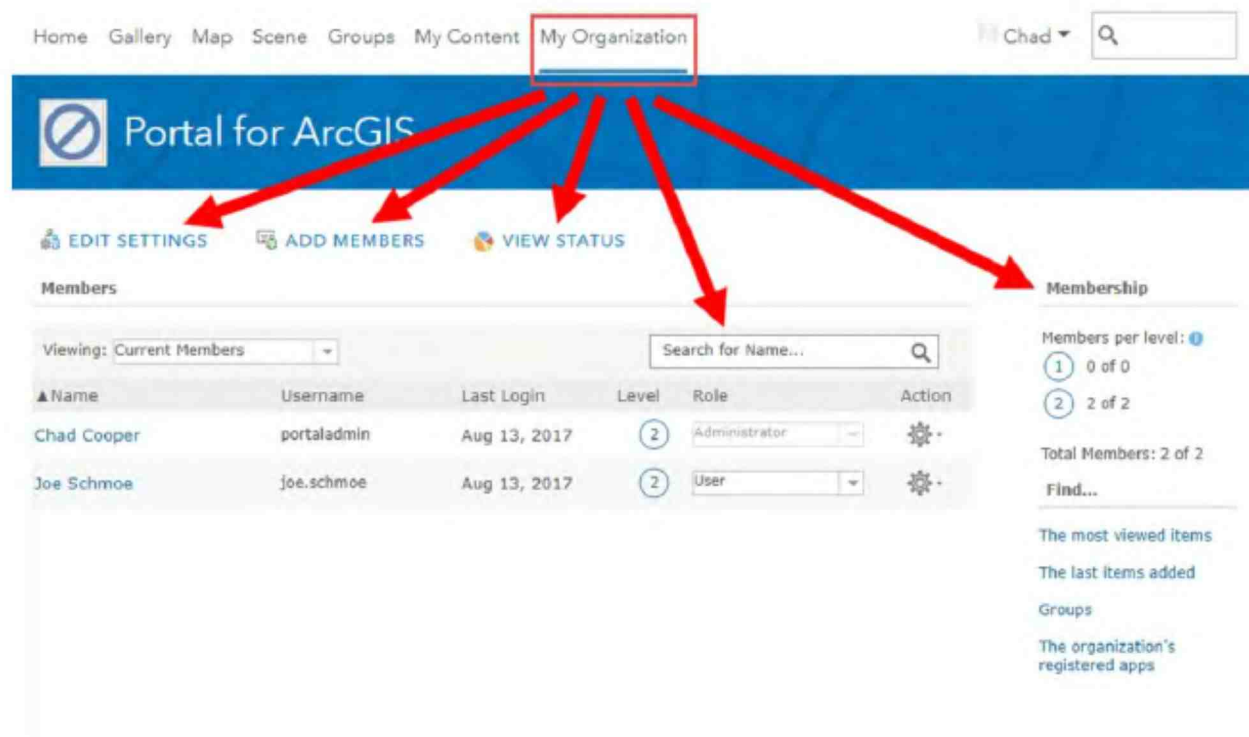 Home Gallery Map Scene Groups My Content My Organization Chad
Portal for ArcGIS
EDIT SETTINGS ADD MEMBERS VIEW STATUS
Members
Viewing: Current Members Search for Name...
▲Name Username Last Login Level Role Action
Chad Cooper portaladmin Aug 13, 2017 2 Administrator
Joe Schmoe joe.schmoe Aug 13, 2017 2 User
Membership
Members per level:
1 0 of 0
2 2 of 2
Total Members: 2 of 2
Find...
The most viewed items
The last items added
Groups
The organization's
registered apps